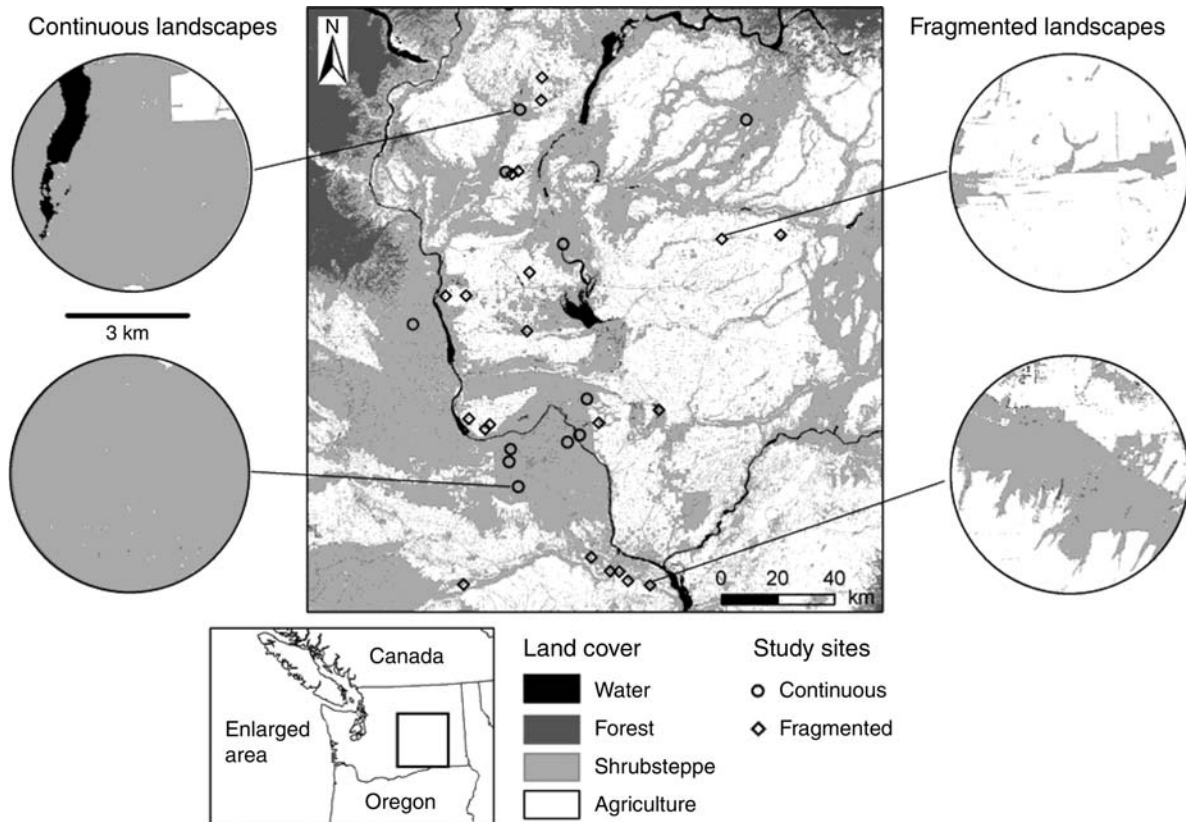 Continuous landscapes
Fragmented landscapes
N
3 km
0 20 40
km
Canada
Enlarged
area
Oregon
Land cover
Water
Forest
Shrubsteppe
Agriculture
Study sites
Continuous
Fragmented